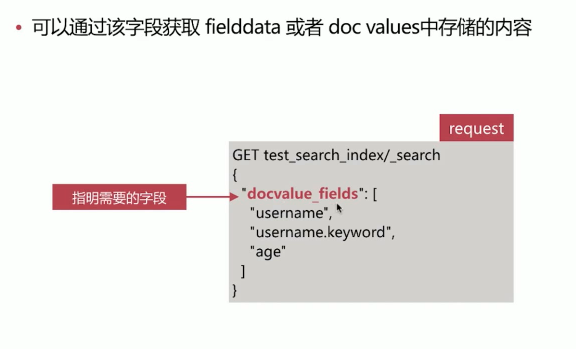 • 可以通过该字段获取 fielddata 或者 doc values中存储的内容
request
GET test_search_index/_search
{
指明需要的字段
"docvalue_fields": [
"username",
"username.keyword",
"age"
]
}